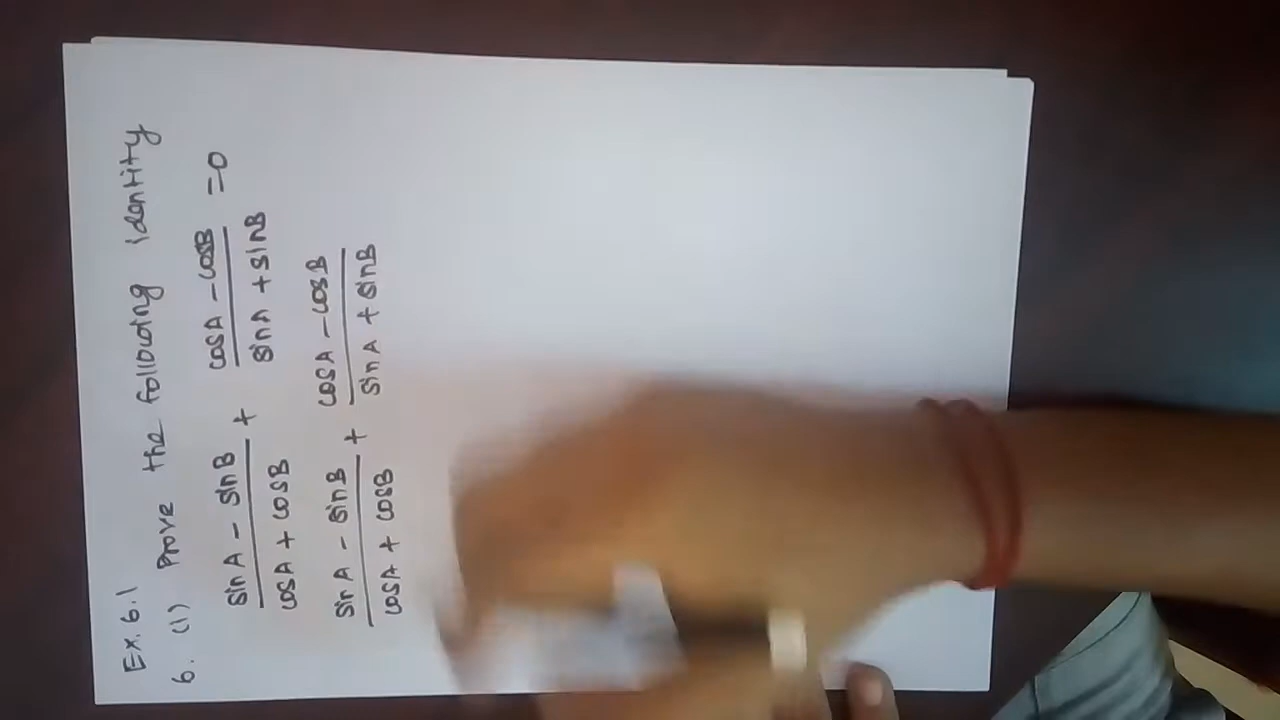 Ex. 6.1
6. (1) Prove the following identity
sin A - sin B / cos A + cos B + cos A - cos B / sin A + sin B = 0
sin A - sin B / cos A + cos B + cos A - cos B / sin A + sin B